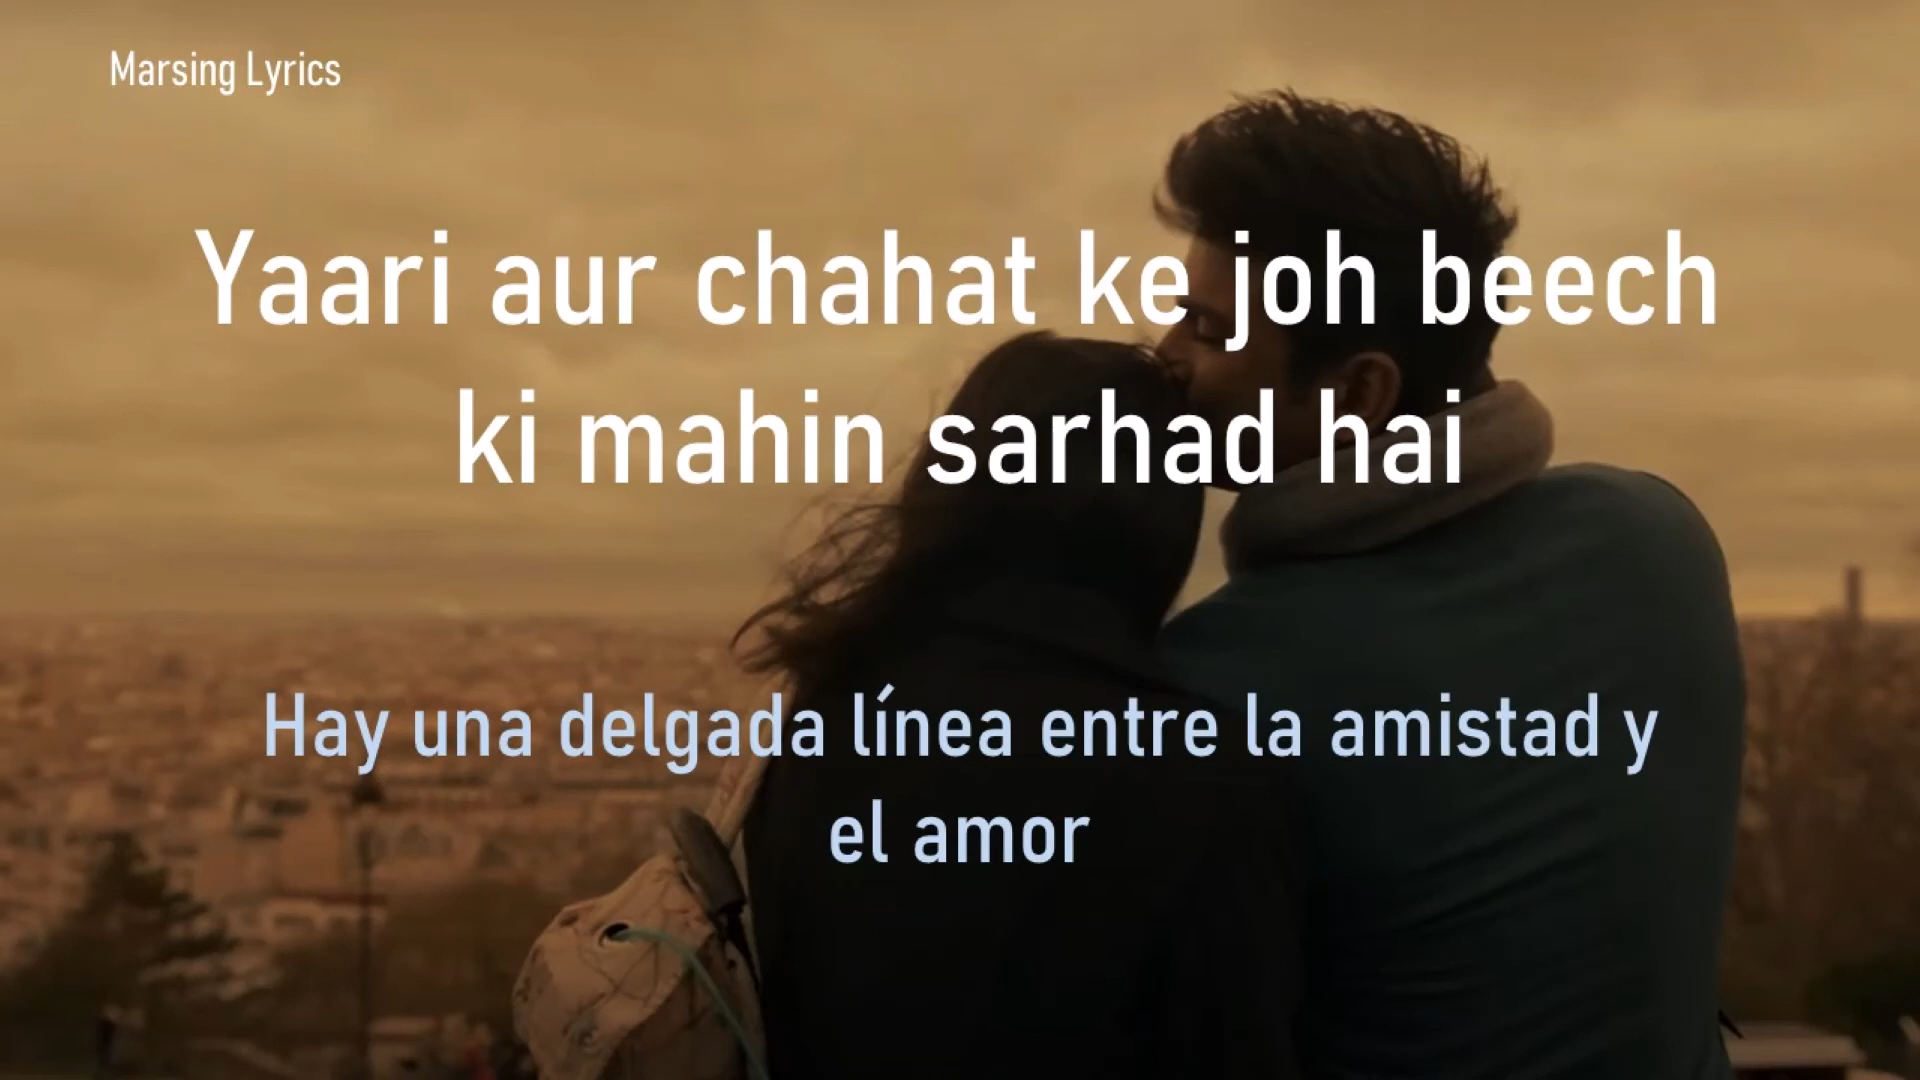 Marsing Lyrics
Yaari aur chahat ke joh beech
ki mahin sarhad hai
Hay una delgada línea entre la amistad y
el amor